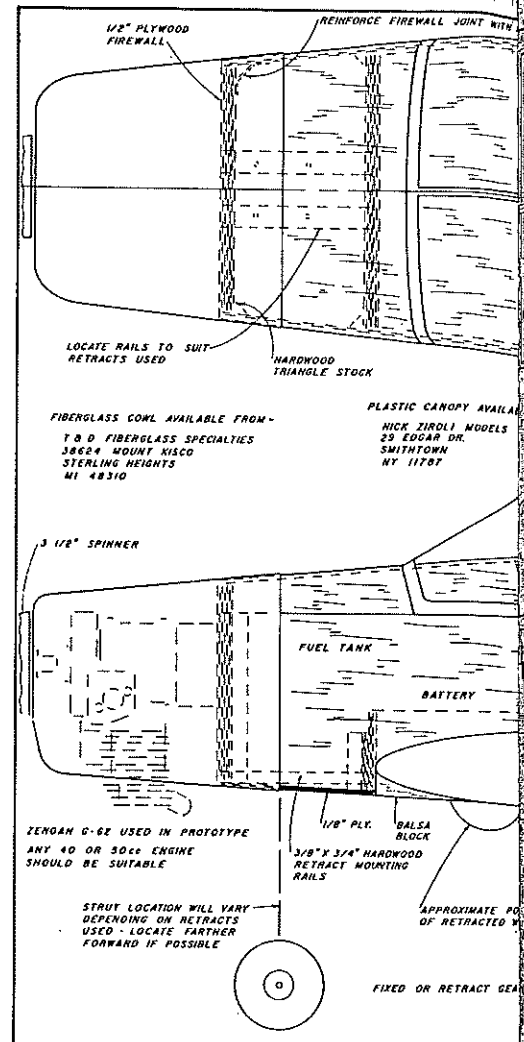 1/2" PLYWOOD
FIREWALL
REINFORCE FIREWALL JOINT WITH
LOCATE RAILS TO SUIT
RETRACTS USED
HARDWOOD
TRIANGLE STOCK
FIBERGLASS COWL AVAILABLE FROM-
T & D FIBERGLASS SPECIALTIES
38624 MOUNT KISCO
STERLING HEIGHTS
MI 48310
PLASTIC CANOPY AVAILA
NICK ZIROLI MODELS
29 EDGAR DR.
SMITHTOWN
NY 11787
3 1/2" SPINNER
FUEL TANK
BATTERY
ZENOAH G-62 USED IN PROTOTYPE
ANY 40 OR 50cc ENGINE
SHOULD BE SUITABLE
1/8" PLY.
BALSA
BLOCK
3/8" X 3/4" HARDWOOD
RETRACT MOUNTING
RAILS
STRUT LOCATION WILL VARY
DEPENDING ON RETRACTS
USED - LOCATE FARTHER
FORWARD IF POSSIBLE
APPROXIMATE PO
OF RETRACTED W
FIXED OR RETRACT GEA